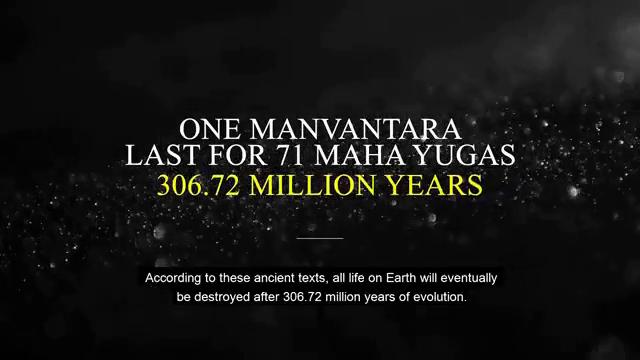 ONE MANVANTARA
LAST FOR 71 MAHA YUGAS
306.72 MILLION YEARS
According to these ancient texts, all life on Earth will eventually
be destroyed after 306.72 million years of evolution.